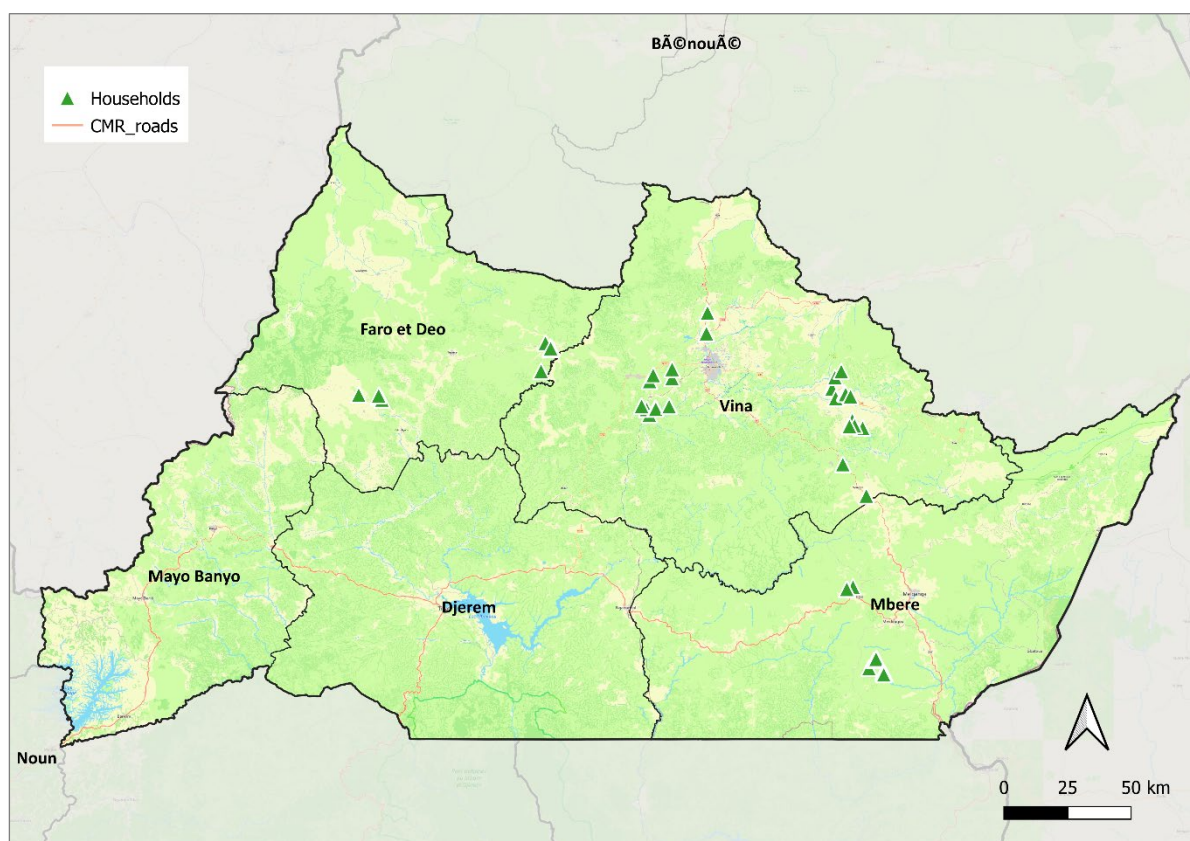 BÃ©nouÃ©
Households
CMR_roads
Faro et Deo
Vina
Mayo Banyo
Djerem
Mbere
Noun
0 25 50 km